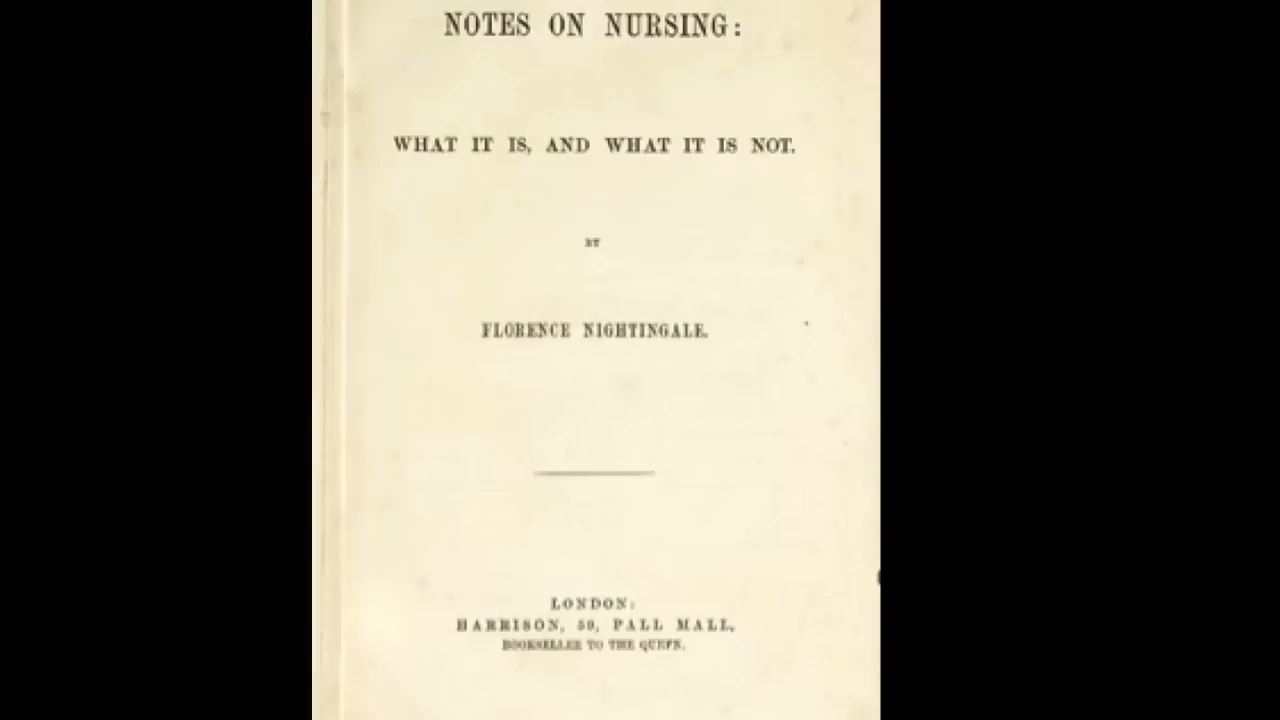 NOTES ON NURSING:
WHAT IT IS, AND WHAT IT IS NOT.
BY
FLORENCE NIGHTINGALE.
LONDON:
HARRISON, 59, PALL MALL,
BOOKSELLER TO THE QUEEN.